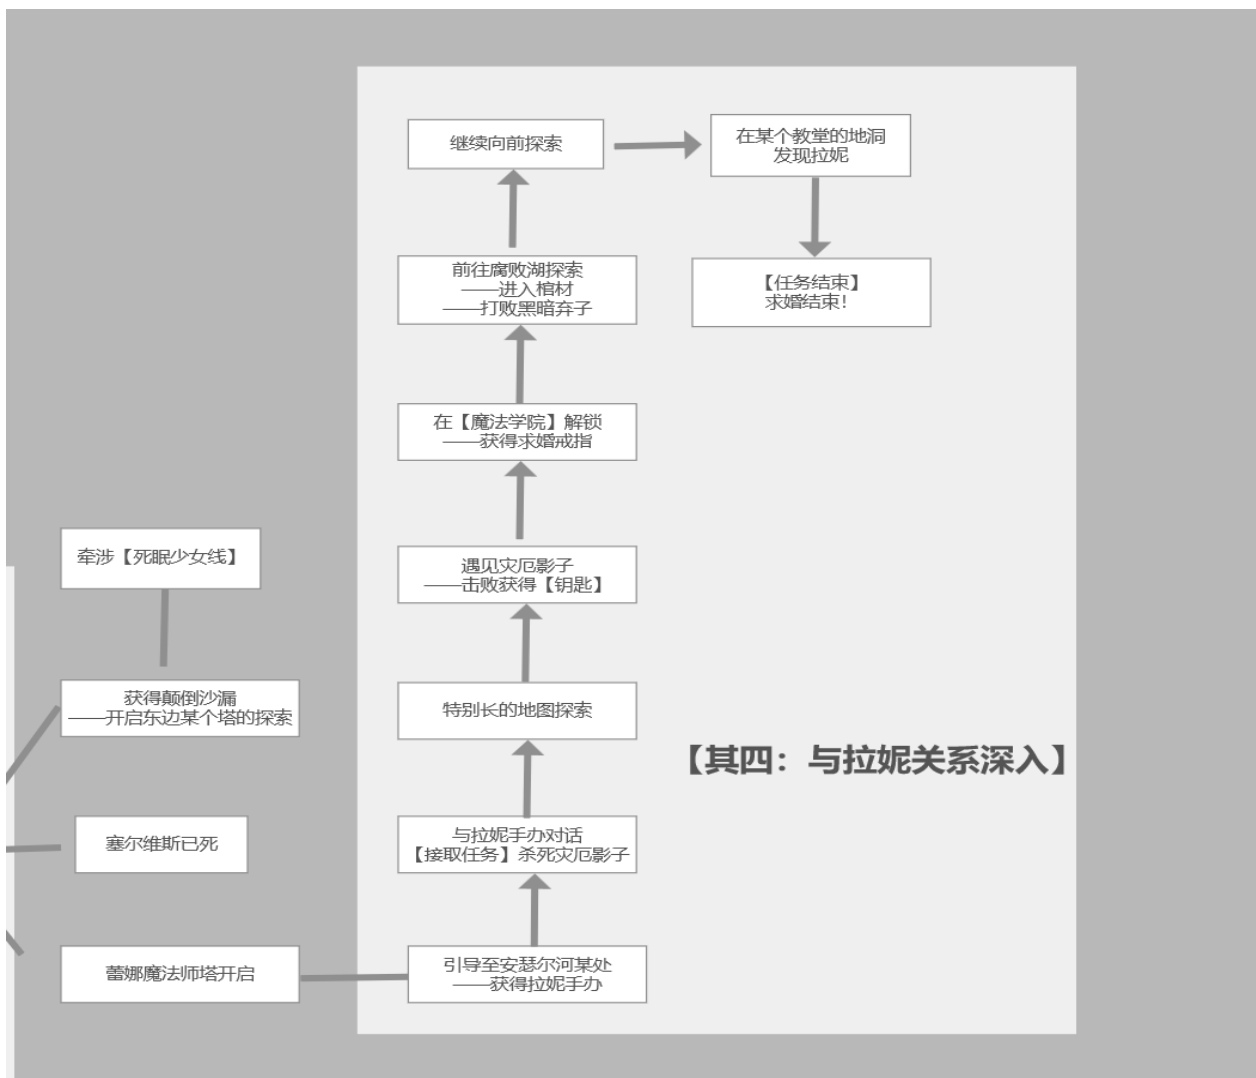 继续向前探索
在某个教堂的地洞
发现拉妮
前往腐败湖探索
——进入棺材
——打败黑暗弃子
【任务结束】
求婚结束！
在【魔法学院】解锁
——获得求婚戒指
牵涉【死眠少女线】
遇见灾厄影子
——击败获得【钥匙】
获得颠倒沙漏
——开启东边某个塔的探索
特别长的地图探索
【其四：与拉妮关系深入】
塞尔维斯已死
与拉妮手办对话
【接取任务】杀死灾厄影子
蕾娜魔法师塔开启
引导至安瑟尔河某处
——获得拉妮手办